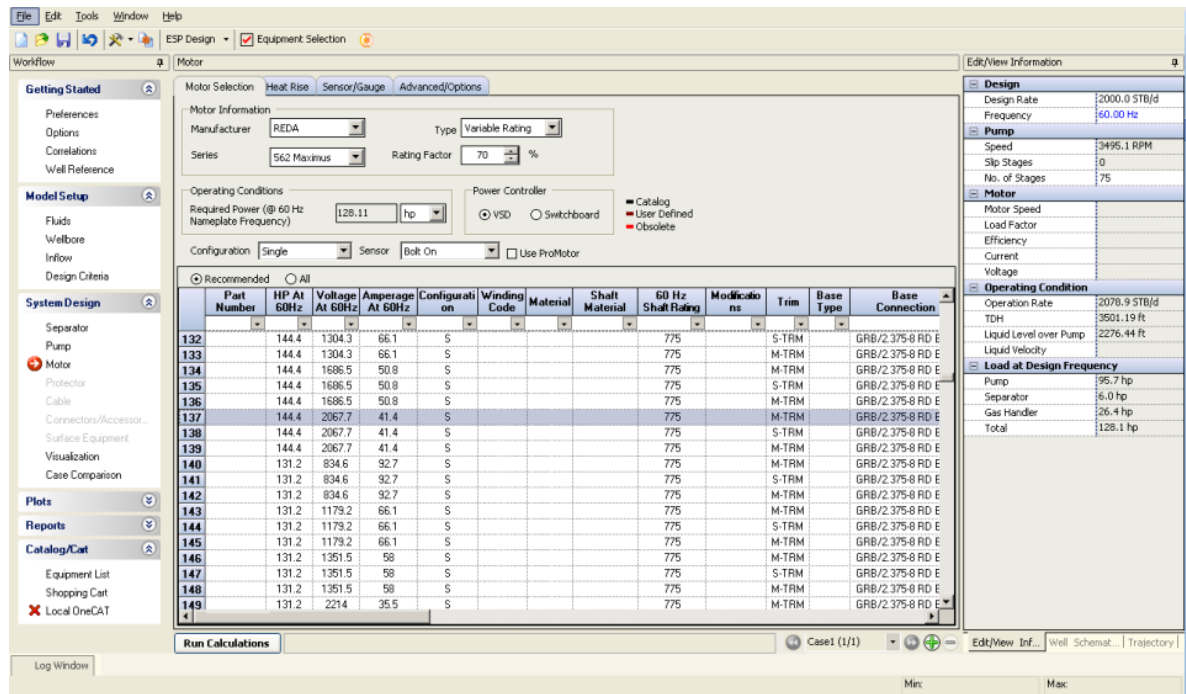 File Edit Tools Window Help
ESP Design Equipment Selection
Workflow
Getting Started
Preferences
Options
Correlations
Well Reference
Model Setup
Fluids
Wellbore
Inflow
Design Criteria
System Design
Separator
Pump
Motor
Protector
Cable
Connectors/Accessor...
Surface Equipment
Visualization
Case Comparison
Plots
Reports
Catalog/Cart
Equipment List
Shopping Cart
Local OneCAT
Motor
Motor Selection Heat Rise Sensor/Gauge Advanced/Options
Motor Information
Manufacturer REDA Type Variable Rating
Series 562 Maximus Rating Factor 70 %
Operating Conditions
Required Power (@ 60 Hz Nameplate Frequency) 128.11 hp
Power Controller
VSD Switchboard
Catalog
User Defined
Obsolete
Configuration Single Sensor Bolt On Use ProMotor
Recommended All
Part Number HP At 60Hz Voltage At 60Hz Amperage At 60Hz Configurati on Winding Code Material Shaft Material 60 Hz Shaft Rating Modificatio ns Trim Base Type Base Connection
132 144.4 1304.3 66.1 S 775 S-TRM GRB/2.375-8 RD E
133 144.4 1304.3 66.1 S 775 M-TRM GRB/2.375-8 RD E
134 144.4 1686.5 50.8 S 775 M-TRM GRB/2.375-8 RD E
135 144.4 1686.5 50.8 S 775 S-TRM GRB/2.375-8 RD E
136 144.4 1686.5 50.8 S 775 M-TRM GRB/2.375-8 RD E
137 144.4 2067.7 41.4 S 775 M-TRM GRB/2.375-8 RD E
138 144.4 2067.7 41.4 S 775 S-TRM GRB/2.375-8 RD E
139 144.4 2067.7 41.4 S 775 M-TRM GRB/2.375-8 RD E
140 131.2 834.6 92.7 S 775 M-TRM GRB/2.375-8 RD E
141 131.2 834.6 92.7 S 775 S-TRM GRB/2.375-8 RD E
142 131.2 834.6 92.7 S 775 M-TRM GRB/2.375-8 RD E
143 131.2 1179.2 66.1 S 775 M-TRM GRB/2.375-8 RD E
144 131.2 1179.2 66.1 S 775 S-TRM GRB/2.375-8 RD E
145 131.2 1179.2 66.1 S 775 M-TRM GRB/2.375-8 RD E
146 131.2 1351.5 58 S 775 M-TRM GRB/2.375-8 RD E
147 131.2 1351.5 58 S 775 S-TRM GRB/2.375-8 RD E
148 131.2 1351.5 58 S 775 M-TRM GRB/2.375-8 RD E
149 131.2 2214 35.5 S 775 M-TRM GRB/2.375-8 RD E
Run Calculations Case1 (1/1)
Edit/View Information
Design
Design Rate 2000.0 STB/d
Frequency 60.00 Hz
Pump
Speed 3495.1 RPM
Slip Stages 0
No. of Stages 75
Motor
Motor Speed
Load Factor
Efficiency
Current
Voltage
Operating Condition
Operation Rate 2078.9 STB/d
TDH 3501.19 ft
Liquid Level over Pump 2276.44 ft
Liquid Velocity
Load at Design Frequency
Pump 95.7 hp
Separator 6.0 hp
Gas Handler 26.4 hp
Total 128.1 hp
Edit/View Inf... Well Schemat... Trajectory
Log Window
Min: Max: